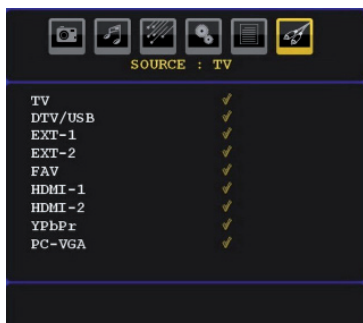 SOURCE : TV
TV
DTV/USB
EXT-1
EXT-2
FAV
HDMI-1
HDMI-2
YPbPr
PC-VGA